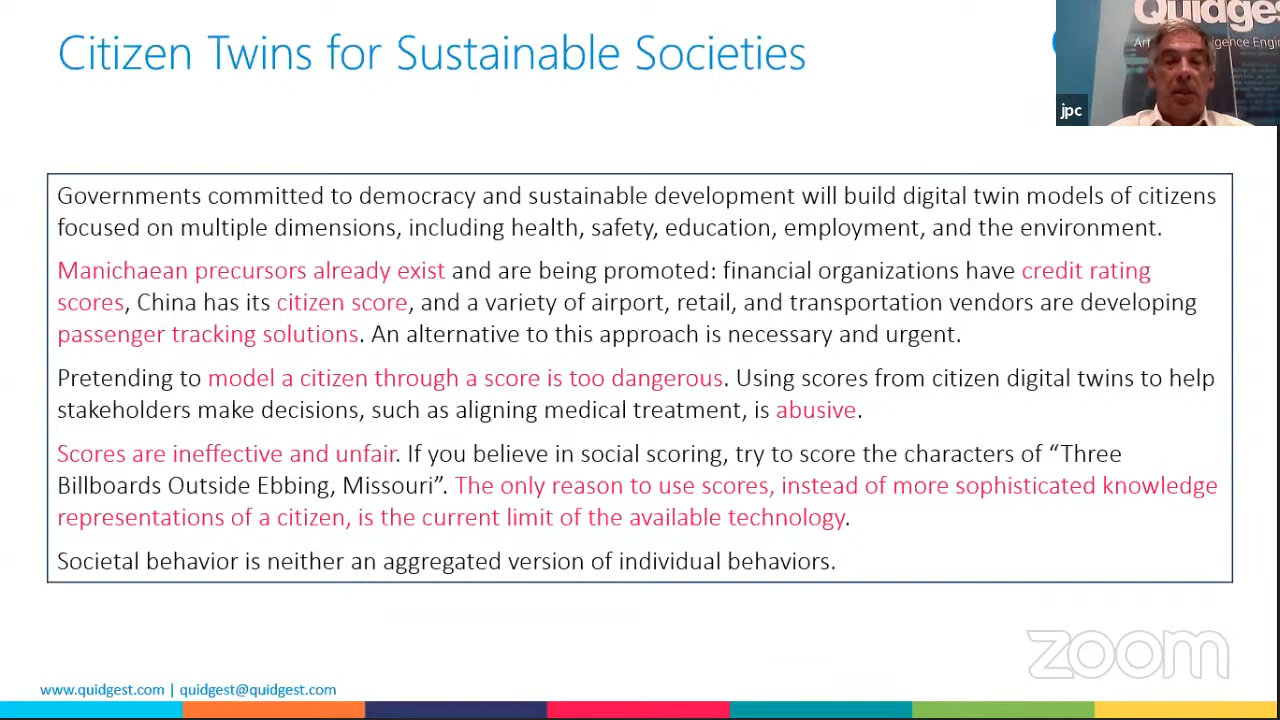 Citizen Twins for Sustainable Societies
Quidges
jpc
Governments committed to democracy and sustainable development will build digital twin models of citizens
focused on multiple dimensions, including health, safety, education, employment, and the environment.
Manichaean precursors already exist and are being promoted: financial organizations have credit rating
scores, China has its citizen score, and a variety of airport, retail, and transportation vendors are developing
passenger tracking solutions. An alternative to this approach is necessary and urgent.
Pretending to model a citizen through a score is too dangerous. Using scores from citizen digital twins to help
stakeholders make decisions, such as aligning medical treatment, is abusive.
Scores are ineffective and unfair. If you believe in social scoring, try to score the characters of “Three
Billboards Outside Ebbing, Missouri”. The only reason to use scores, instead of more sophisticated knowledge
representations of a citizen, is the current limit of the available technology.
Societal behavior is neither an aggregated version of individual behaviors.
zoom
www.quidgest.com | quidgest@quidgest.com